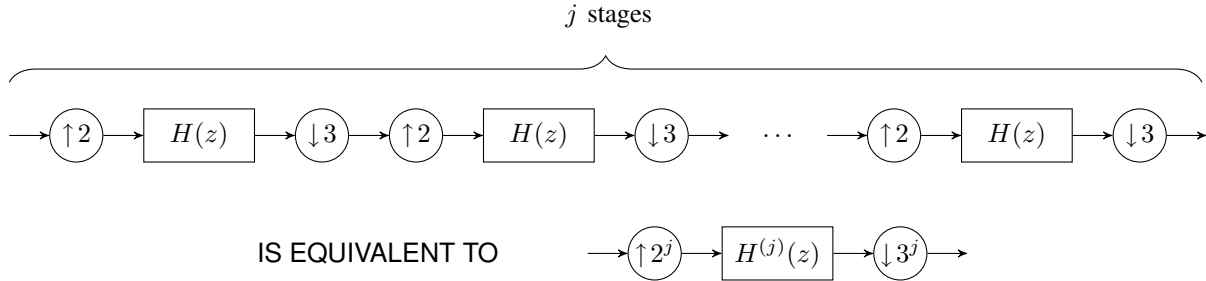 j stages
↑2 H(z) ↓3 ↑2 H(z) ↓3 ··· ↑2 H(z) ↓3
IS EQUIVALENT TO ↑2^j H^(j)(z) ↓3^j